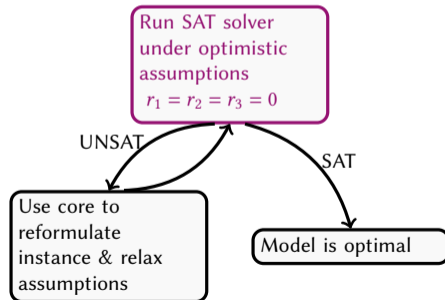 Run SAT solver
under optimistic
assumptions
r₁ = r₂ = r₃ = 0
UNSAT
SAT
Use core to
reformulate
instance & relax
assumptions
Model is optimal